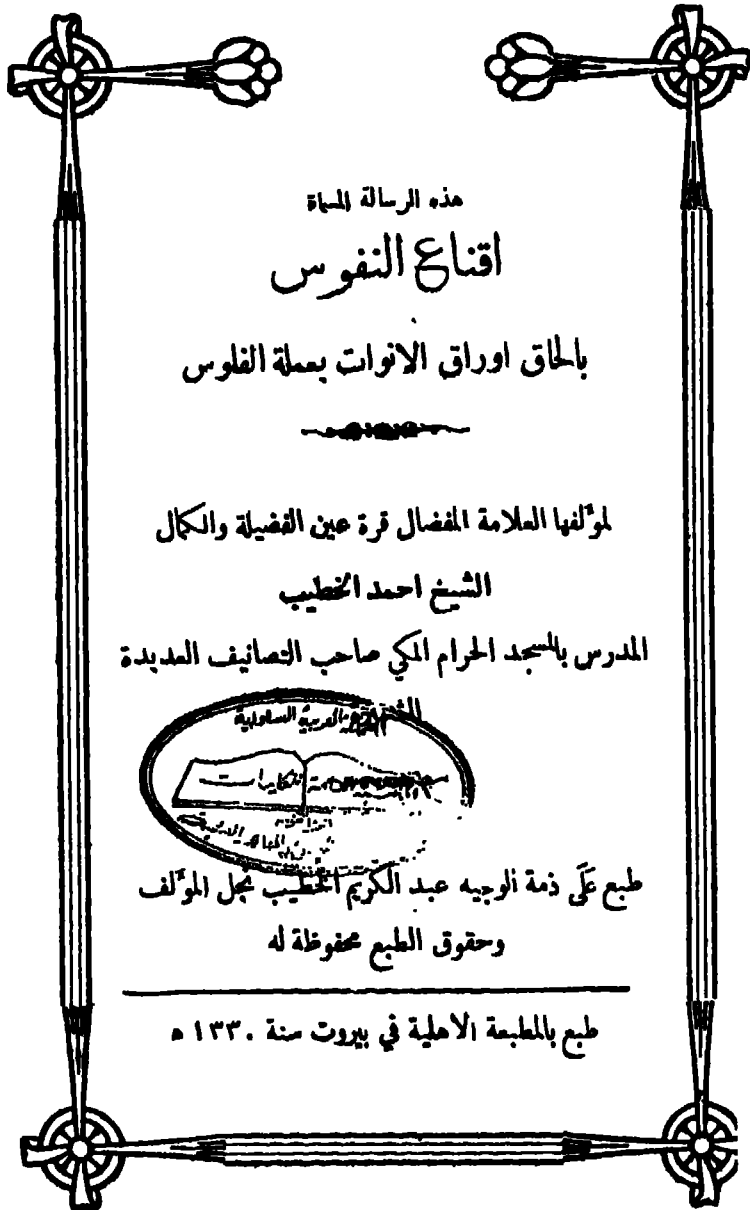 هذه الرسالة المسماة
اقناع النفوس
بالحاق اوراق الانوات بعملة الفلوس
لمؤلفها العلامة المفضال قرة عين الفضيلة والكمال
الشيخ احمد الخطيب
المدرس بالمسجد الحرام المكي صاحب التصانيف العديدة
العربية السعودية
طبع عَلَى ذمة الوجيه عبد الكريم الخطيب نجل المؤلف
وحقوق الطبع محفوظة له
طبع بالمطبعة الاهلية في بيروت سنة ١٣٣٠ ه